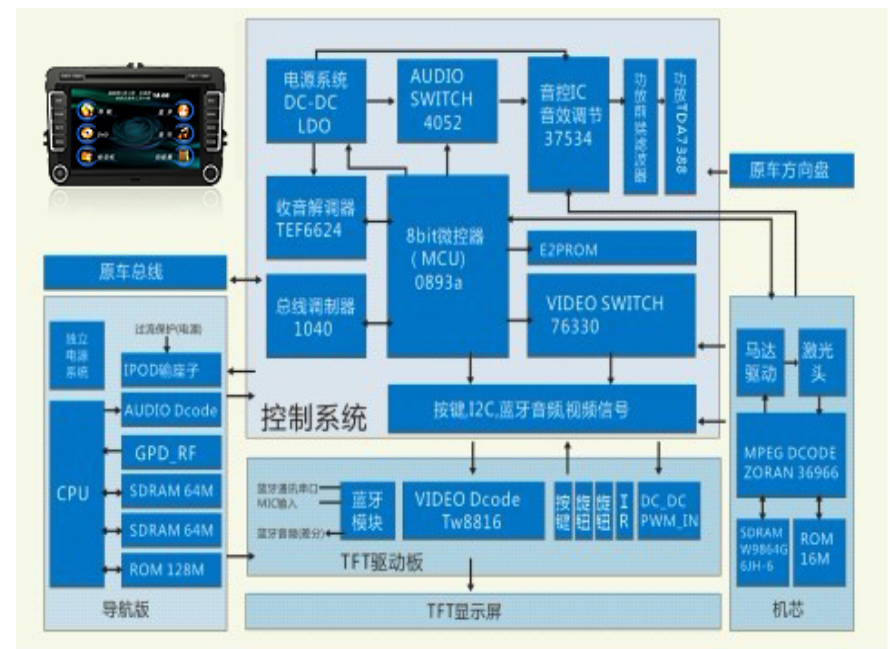 电源系统
DC-DC
LDO
AUDIO
SWITCH
4052
音控IC
音效调节
37534
功放前级滤波器
功放TDA7388
原车方向盘
收音解调器
TEF6624
8bit微控器
(MCU)
0893a
E2PROM
原车总线
总线调制器
1040
VIDEO SWITCH
76330
控制系统
按键,I2C,蓝牙音频,视频信号
独立
电源
系统
过流保护(电源)
IPOD输座子
AUDIO Dcode
GPD_RF
CPU
SDRAM 64M
SDRAM 64M
ROM 128M
导航版
蓝牙通讯串口
MIC输入
蓝牙音频(差分)
蓝牙
模块
VIDEO Dcode
Tw8816
按键
旋钮
旋钮
IR
DC_DC
PWM_IN
TFT驱动板
TFT显示屏
马达
驱动
激光
头
MPEG DCODE
ZORAN 36966
SDRAM
W9864G
6JH-6
ROM
16M
机芯